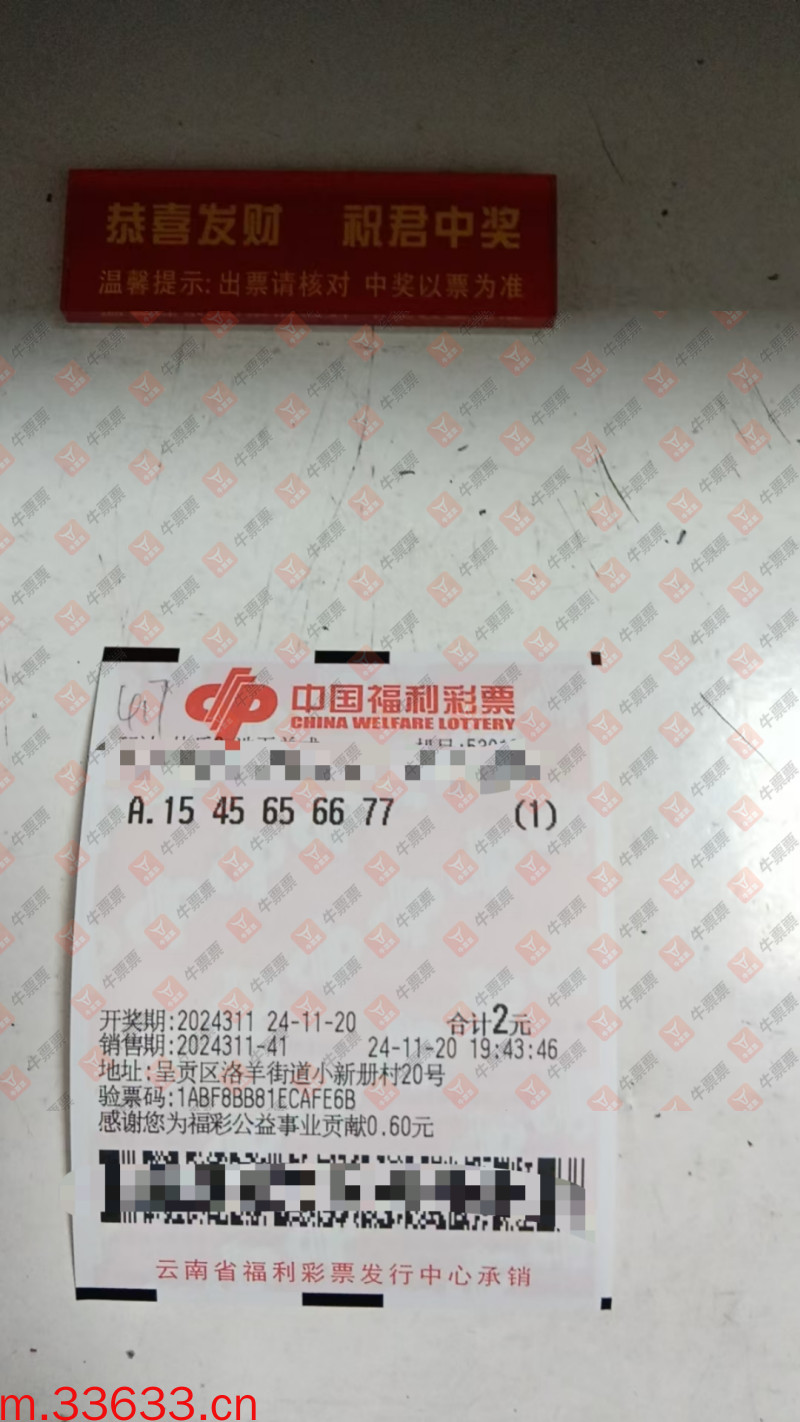 恭喜发财 祝君中奖
温馨提示:出票请核对 中奖以票为准
417
中国福利彩票
CHINA WELFARE LOTTERY
A.15 45 65 66 77 (1)
开奖期:2024311 24-11-20 合计2元
销售期:2024311-41 24-11-20 19:43:46
地址:呈贡区洛羊街道小新册村20号
验票码:1ABF8BB81ECAFE6B
感谢您为福彩公益事业贡献0.60元
云南省福利彩票发行中心承销
牛票票
m.33633.cn